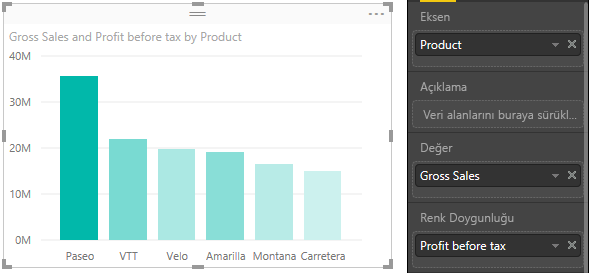 Gross Sales and Profit before tax by Product
40M
30M
20M
10M
0M
Paseo VTT Velo Amarilla Montana Carretera
Eksen
Product
Açıklama
Veri alanlarını buraya sürükl...
Değer
Gross Sales
Renk Doygunluğu
Profit before tax